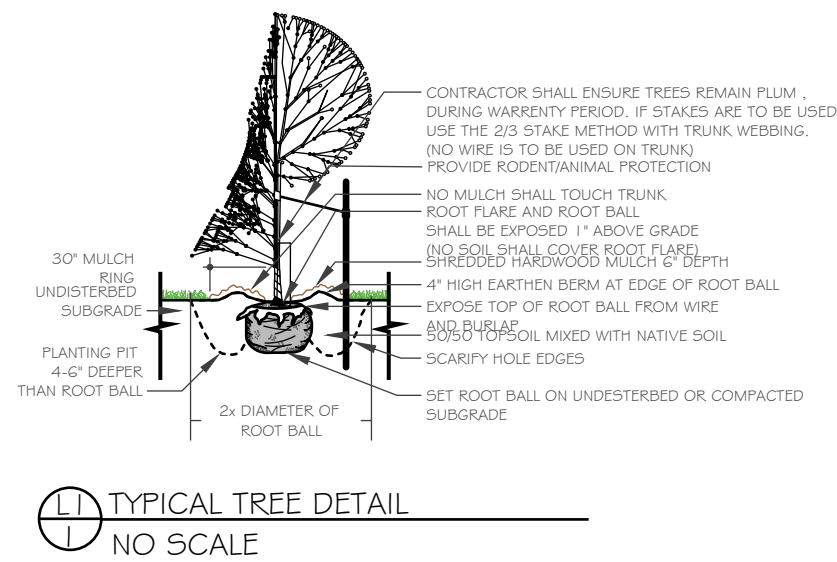 CONTRACTOR SHALL ENSURE TREES REMAIN PLUM ,
DURING WARRENTY PERIOD. IF STAKES ARE TO BE USED
USE THE 2/3 STAKE METHOD WITH TRUNK WEBBING.
(NO WIRE IS TO BE USED ON TRUNK)
PROVIDE RODENT/ANIMAL PROTECTION
NO MULCH SHALL TOUCH TRUNK
ROOT FLARE AND ROOT BALL
SHALL BE EXPOSED 1" ABOVE GRADE
(NO SOIL SHALL COVER ROOT FLARE)
SHREDDED HARDWOOD MULCH 6" DEPTH
4" HIGH EARTHEN BERM AT EDGE OF ROOT BALL
EXPOSE TOP OF ROOT BALL FROM WIRE
AND BURLAP
50/50 TOPSOIL MIXED WITH NATIVE SOIL
SCARIFY HOLE EDGES
SET ROOT BALL ON UNDESTERBED OR COMPACTED
SUBGRADE
30" MULCH
RING
UNDISTERBED
SUBGRADE
PLANTING PIT
4-6" DEEPER
THAN ROOT BALL
2x DIAMETER OF
ROOT BALL
L1
1
TYPICAL TREE DETAIL
NO SCALE